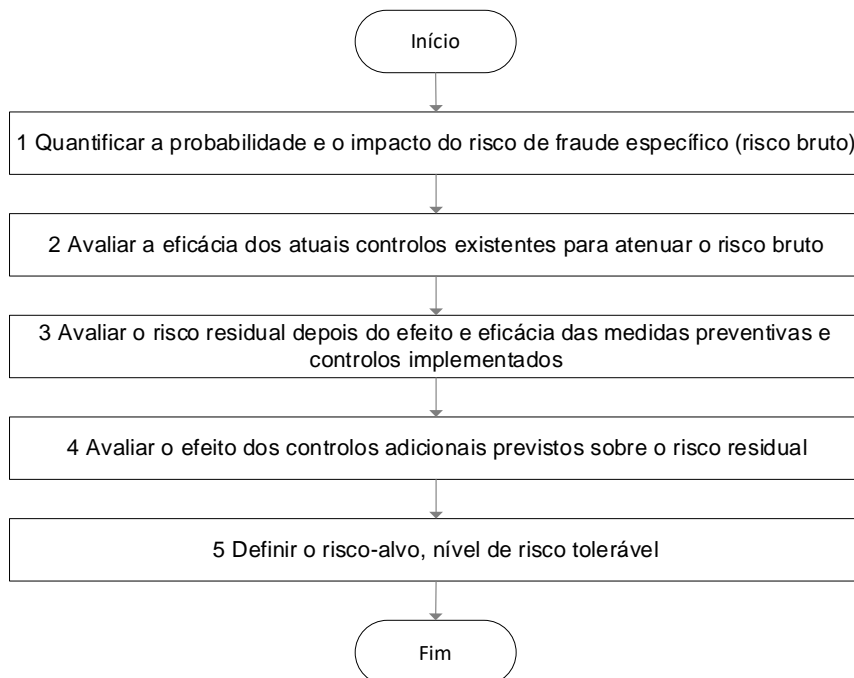 Início
1 Quantificar a probabilidade e o impacto do risco de fraude específico (risco bruto)
2 Avaliar a eficácia dos atuais controlos existentes para atenuar o risco bruto
3 Avaliar o risco residual depois do efeito e eficácia das medidas preventivas e
controlos implementados
4 Avaliar o efeito dos controlos adicionais previstos sobre o risco residual
5 Definir o risco-alvo, nível de risco tolerável
Fim